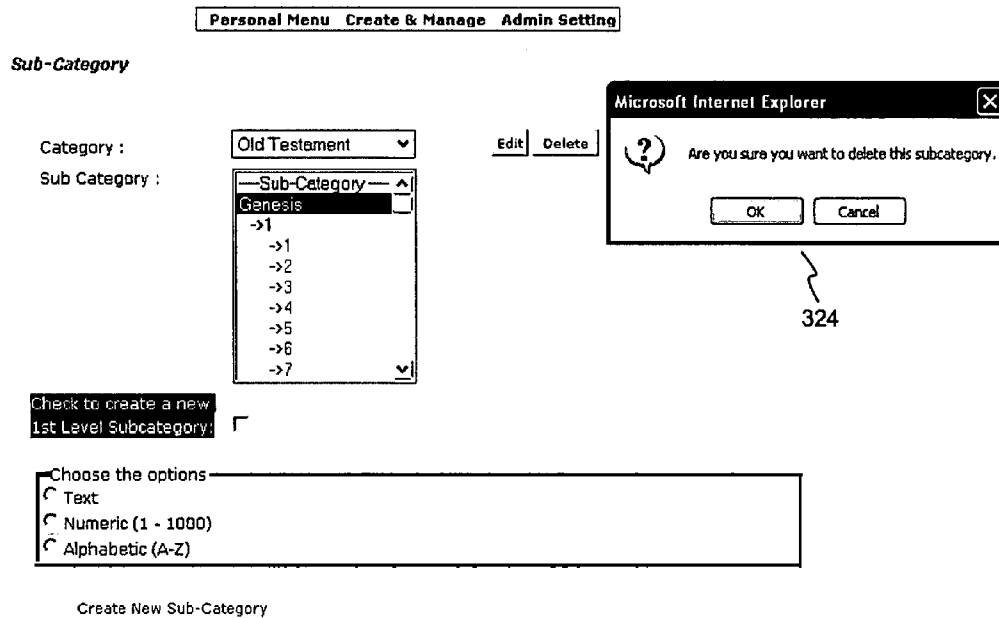 Personal Menu Create & Manage Admin Setting
Sub-Category
Microsoft Internet Explorer
Category :
Old Testament
Edit Delete
Are you sure you want to delete this subcategory.
Sub Category :
Sub-Category
Genesis
OK Cancel
->1
->1
->2
->3
->4
->5
->6
->7
324
Check to create a new
1st Level Subcategory:
Choose the options
Text
Numeric (1 - 1000)
Alphabetic (A-Z)
Create New Sub-Category